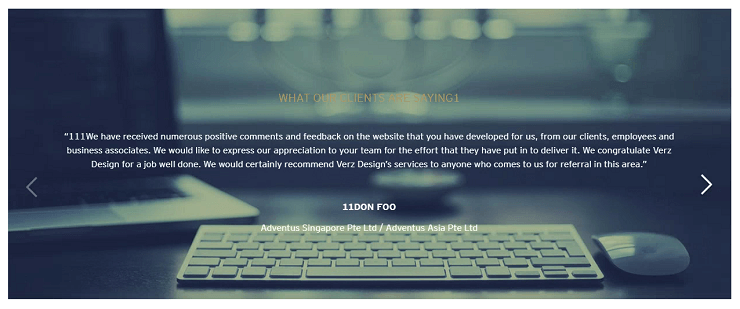 WHAT OUR CLIENTS ARE SAYING1
"111We have received numerous positive comments and feedback on the website that you have developed for us, from our clients, employees and
business associates. We would like to express our appreciation to your team for the effort that they have put in to deliver it. We congratulate Verz
Design for a job well done. We would certainly recommend Verz Design's services to anyone who comes to us for referral in this area."
11DON FOO
Adventus Singapore Pte Ltd / Adventus Asia Pte Ltd